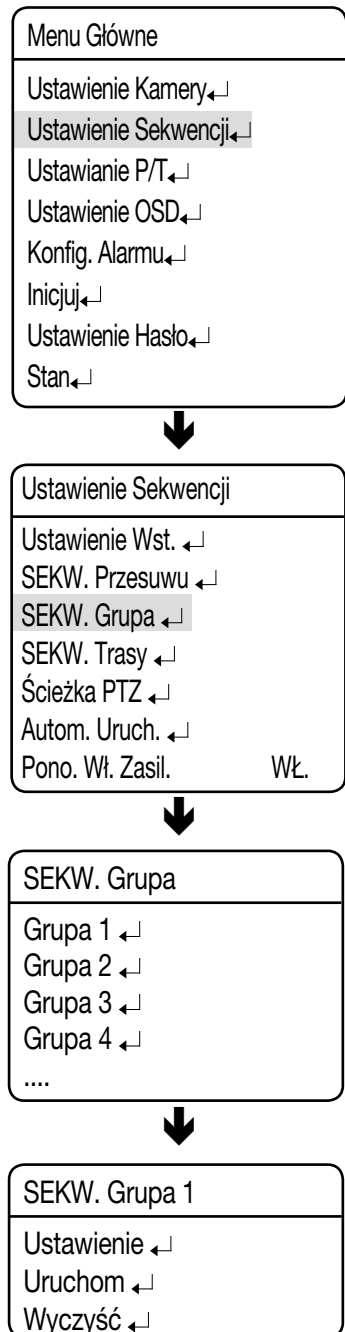 Menu Główne
Ustawienie Kamery↵
Ustawienie Sekwencji↵
Ustawianie P/T↵
Ustawienie OSD↵
Konfig. Alarmu↵
Inicjuj↵
Ustawienie Hasło↵
Stan↵
Ustawienie Sekwencji
Ustawienie Wst. ↵
SEKW. Przesuwu ↵
SEKW. Grupa ↵
SEKW. Trasy ↵
Ścieżka PTZ ↵
Autom. Uruch. ↵
Pono. Wł. Zasil. WŁ.
SEKW. Grupa
Grupa 1 ↵
Grupa 2 ↵
Grupa 3 ↵
Grupa 4 ↵
....
SEKW. Grupa 1
Ustawienie ↵
Uruchom ↵
Wyczyść ↵